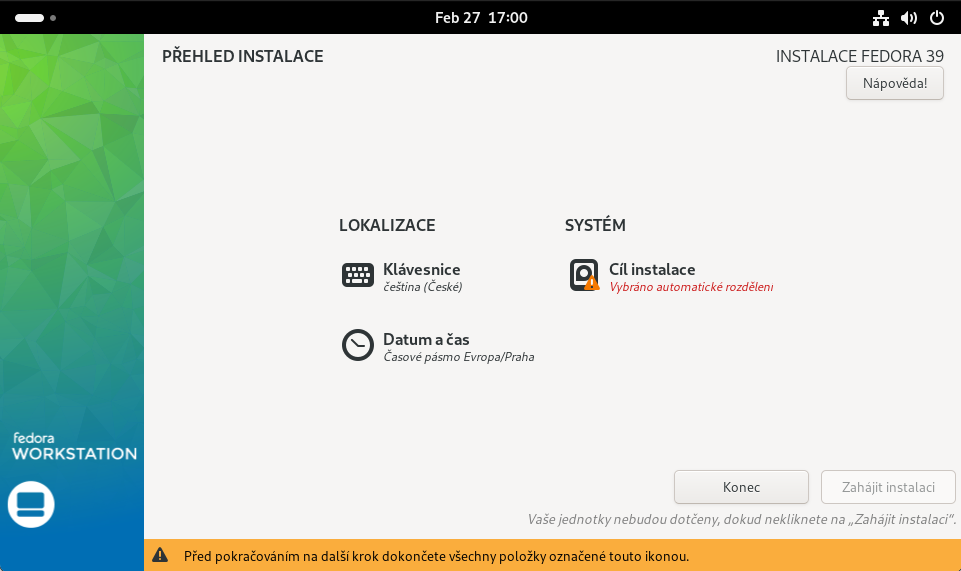 Feb 27 17:00
PŘEHLED INSTALACE
INSTALACE FEDORA 39
Nápověda!
LOKALIZACE
Klávesnice
čeština (České)
Datum a čas
Časové pásmo Evropa/Praha
SYSTÉM
Cíl instalace
Vybráno automatické rozdělení
fedora
WORKSTATION
Konec
Zahájit instalaci
Vaše jednotky nebudou dotčeny, dokud nekliknete na „Zahájit instalaci“.
Před pokračováním na další krok dokončete všechny položky označené touto ikonou.